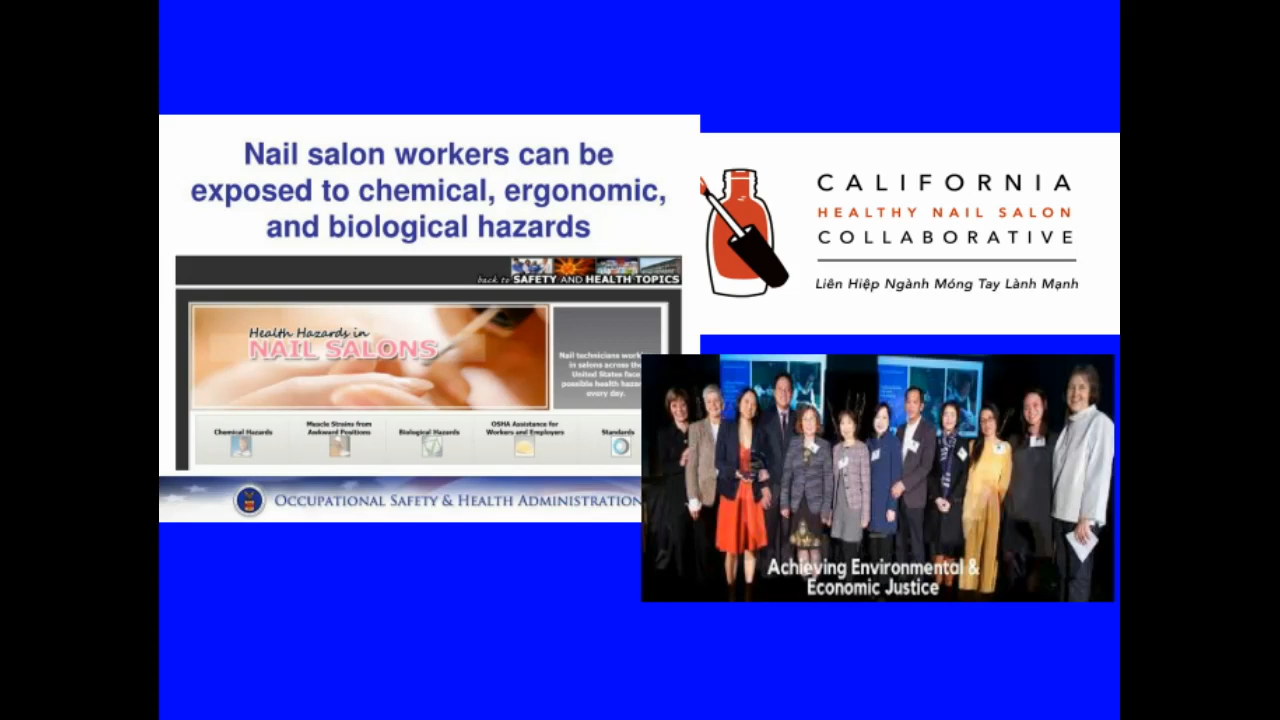 Nail salon workers can be
exposed to chemical, ergonomic,
and biological hazards
back to SAFETY AND HEALTH TOPICS
Health Hazards in
NAIL SALONS
Nail technicians work
in salons across the
United States face
possible health
every day.
Chemical Hazards
Muscle Strains from
Awkward Positions
Biological Hazards
OSHA Assistance for
Workers and Employers
Standards
OCCUPATIONAL SAFETY & HEALTH ADMINISTRATION
CALIFORNIA
HEALTHY NAIL SALON
COLLABORATIVE
Liên Hiệp Ngành Móng Tay Lành Mạnh
Achieving Environmental &
Economic Justice